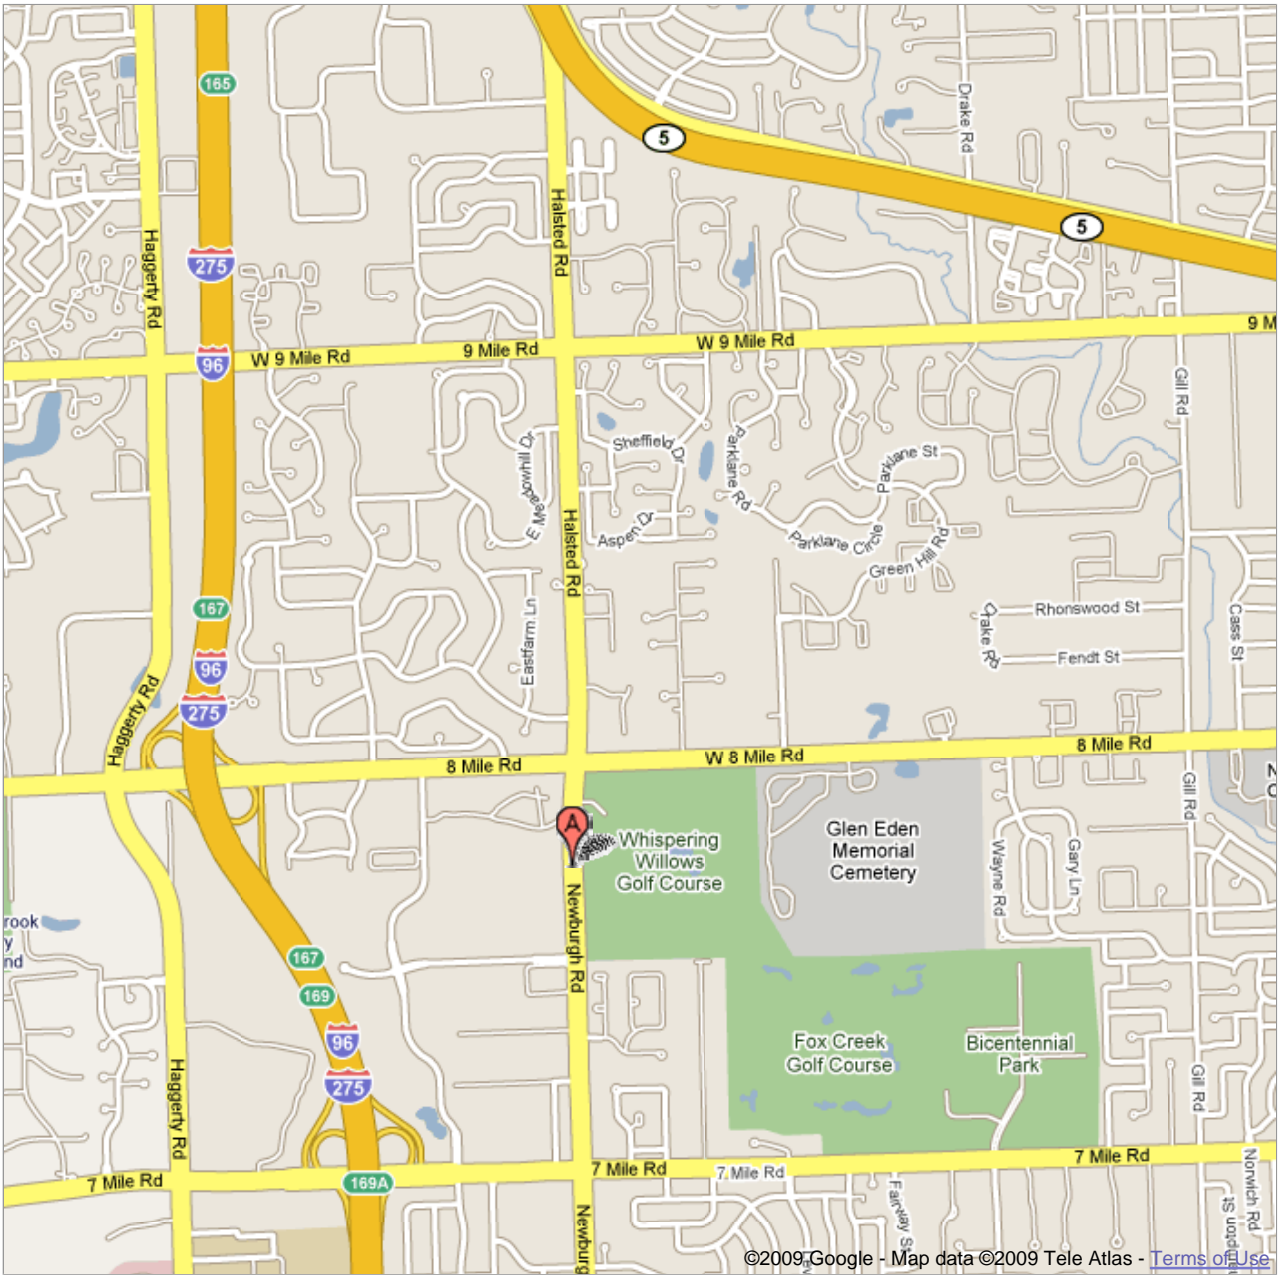 165
5
Drake Rd
5
Halsted Rd
Haggerty Rd
275
9 M
W 9 Mile Rd
9 Mile Rd
W 9 Mile Rd
96
Gill Rd
Sheffield Dr
Parklane Rd
Parklane St
E Meadowhill Dr
Halsted Rd
Aspen Dr
Parklane Circle
Green Hill Rd
167
Eastfarm Ln
Drake Rd
Rhonswood St
Cass St
Fendt St
96
275
Haggerty Rd
8 Mile Rd
W 8 Mile Rd
8 Mile Rd
Gill Rd
N
C
A
Whispering
Willows
Golf Course
Glen Eden
Memorial
Cemetery
Wayne Rd
Gary Ln
Newburgh Rd
rook
y
nd
167
169
96
275
Fox Creek
Golf Course
Bicentennial
Park
Haggerty Rd
Gill Rd
7 Mile Rd
169A
7 Mile Rd
7 Mile Rd
7 Mile Rd
Newburg
Fairway S
Norwich Rd
mpton St
©2009 Google - Map data ©2009 Tele Atlas - Terms of Use